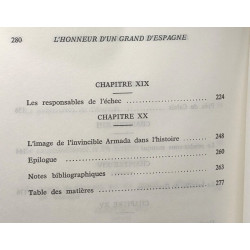 280 L'HONNEUR D'UN GRAND D'ESPAGNE
CHAPITRE XIX
Les responsables de l'échec . . . . 224
CHAPITRE XX
L'image de l'invincible Armada dans l'histoire . . 248
Epilogue . . . . . . . . 260
Notes bibliographiques . . . . . 263
Table des matières . . . . . . 277